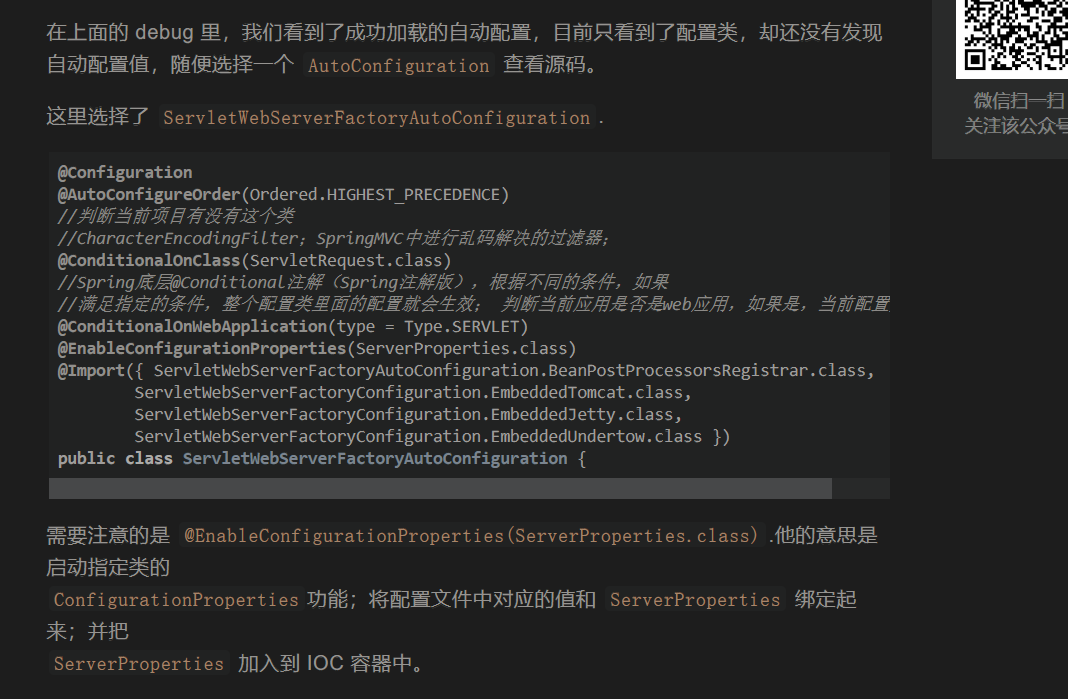 在上面的 debug 里，我们看到了成功加载的自动配置，目前只看到了配置类，却还没有发现
自动配置值，随便选择一个 AutoConfiguration 查看源码。
这里选择了 ServletWebServerFactoryAutoConfiguration .
@Configuration
@AutoConfigureOrder(Ordered.HIGHEST_PRECEDENCE)
//判断当前项目有没有这个类
//CharacterEncodingFilter；SpringMVC中进行乱码解决的过滤器；
@ConditionalOnClass(ServletRequest.class)
//Spring底层@Conditional注解（Spring注解版），根据不同的条件，如果
//满足指定的条件，整个配置类里面的配置就会生效； 判断当前应用是否是web应用，如果是，当前配置
@ConditionalOnWebApplication(type = Type.SERVLET)
@EnableConfigurationProperties(ServerProperties.class)
@Import({ ServletWebServerFactoryAutoConfiguration.BeanPostProcessorsRegistrar.class,
ServletWebServerFactoryConfiguration.EmbeddedTomcat.class,
ServletWebServerFactoryConfiguration.EmbeddedJetty.class,
ServletWebServerFactoryConfiguration.EmbeddedUndertow.class })
public class ServletWebServerFactoryAutoConfiguration {
需要注意的是 @EnableConfigurationProperties(ServerProperties.class) .他的意思是
启动指定类的
ConfigurationProperties 功能；将配置文件中对应的值和 ServerProperties 绑定起
来；并把
ServerProperties 加入到 IOC 容器中。
微信扫一扫
关注该公众号